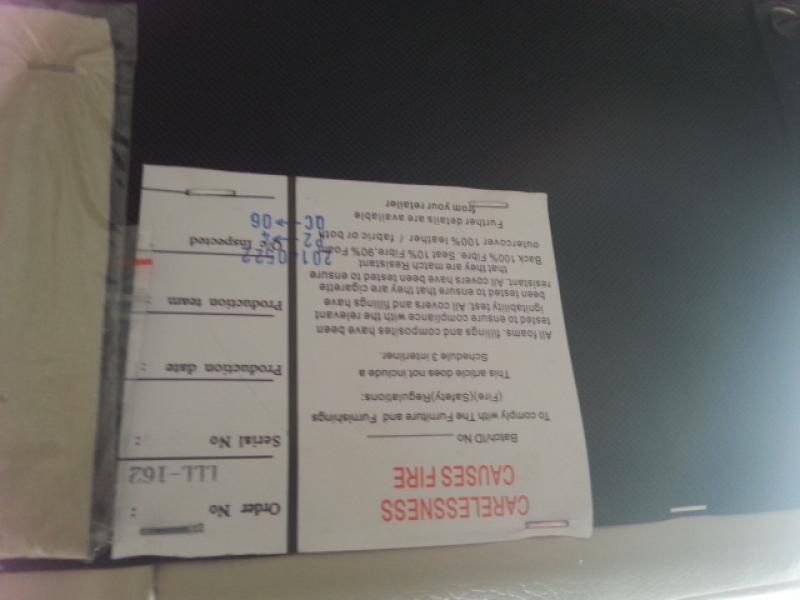 CARELESSNESS
CAUSES FIRE
Batch/ID No
To comply with The Furniture and Furnishings
(Fire)(Safety)Regulations:
This article does not include a
Schedule 3 interliner.
All foams, fillings and composites have been
tested to ensure compliance with the relevant
ignitability test. All covers and fillings have
been tested to ensure that they are cigarette
resistant. All covers have been tested to ensure
that they are match Resistant
Back 100% Fibre. Seat 10% Fibre.90% Foam
outercover 100% leather / fabric or both
Further details are available
from your retailer
Order No :
LLL-162
Serial No :
Production date :
Production team :
20140522
Q/c Inspected
P2→4
QC→06